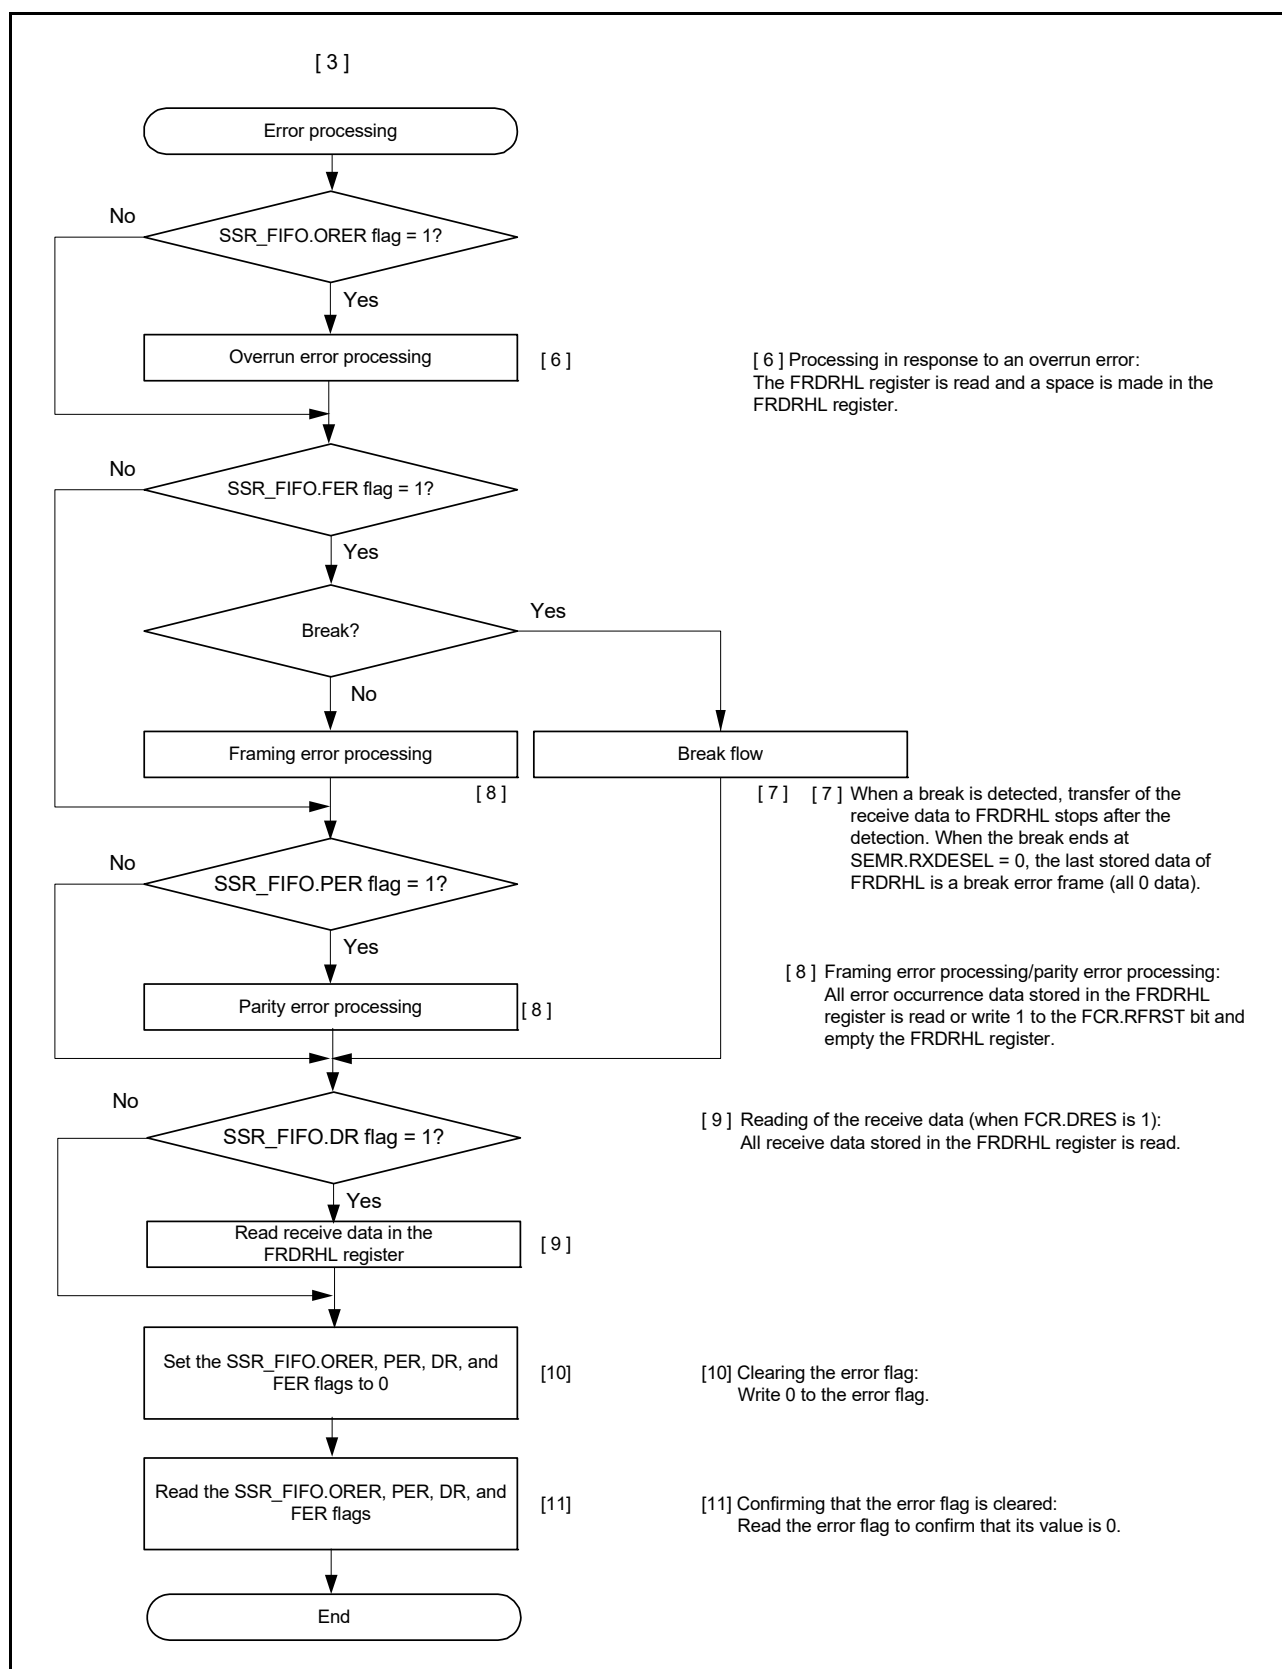 [ 3 ]
Error processing
No
SSR_FIFO.ORER flag = 1?
Yes
Overrun error processing
[ 6 ]
[ 6 ] Processing in response to an overrun error:
The FRDRHL register is read and a space is made in the
FRDRHL register.
No
SSR_FIFO.FER flag = 1?
Yes
Break?
Yes
No
Framing error processing
[ 8 ]
Break flow
[ 7 ]
[ 7 ] When a break is detected, transfer of the
receive data to FRDRHL stops after the
detection. When the break ends at
SEMR.RXDESEL = 0, the last stored data of
FRDRHL is a break error frame (all 0 data).
No
SSR_FIFO.PER flag = 1?
Yes
Parity error processing
[ 8 ]
[ 8 ] Framing error processing/parity error processing:
All error occurrence data stored in the FRDRHL
register is read or write 1 to the FCR.RFRST bit and
empty the FRDRHL register.
No
SSR_FIFO.DR flag = 1?
Yes
[ 9 ] Reading of the receive data (when FCR.DRES is 1):
All receive data stored in the FRDRHL register is read.
Read receive data in the
FRDRHL register
[ 9 ]
Set the SSR_FIFO.ORER, PER, DR, and
FER flags to 0
[10]
[10] Clearing the error flag:
Write 0 to the error flag.
Read the SSR_FIFO.ORER, PER, DR, and
FER flags
[11]
[11] Confirming that the error flag is cleared:
Read the error flag to confirm that its value is 0.
End